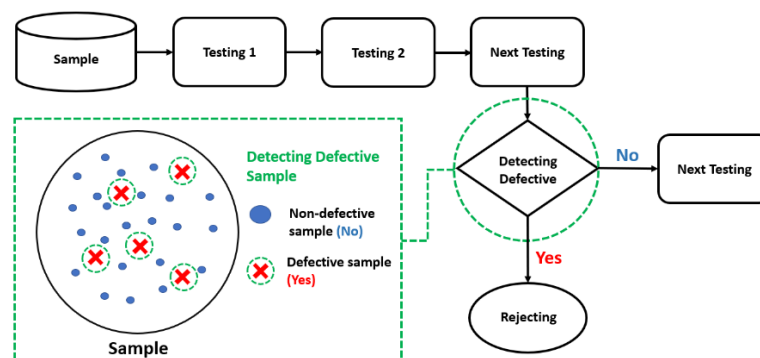 Sample
Testing 1
Testing 2
Next Testing
Detecting
Defective
No
Next Testing
Yes
Rejecting
Detecting Defective
Sample
Non-defective
sample (No)
Defective sample
(Yes)
Sample